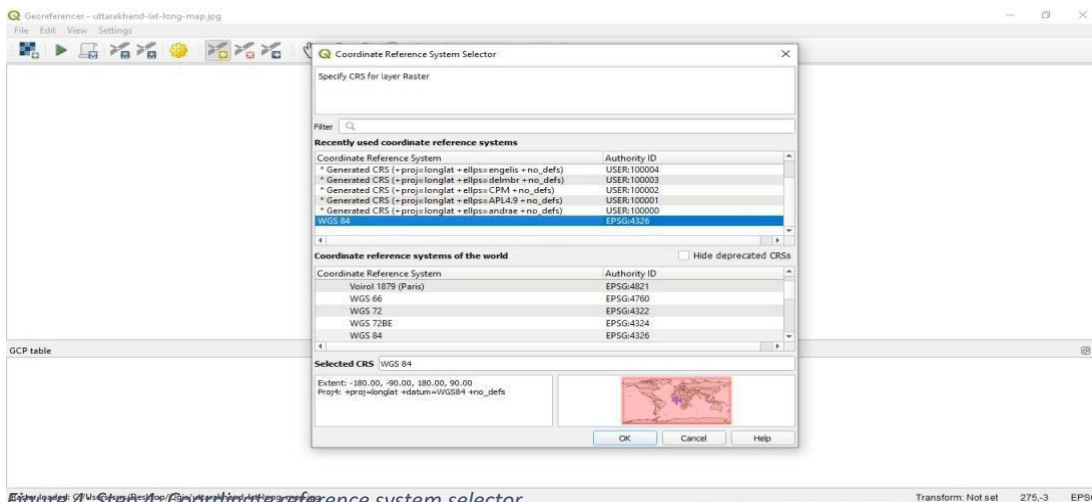 Georeferencer - uttarakhand-lat-long-map.jpg
File Edit View Settings
Coordinate Reference System Selector
Specify CRS for layer Raster
Filter
Recently used coordinate reference systems
Coordinate Reference System Authority ID
* Generated CRS (+proj=longlat +ellps=engelis +no_defs) USER:100004
* Generated CRS (+proj=longlat +ellps=delmbr +no_defs) USER:100003
* Generated CRS (+proj=longlat +ellps=CPM +no_defs) USER:100002
* Generated CRS (+proj=longlat +ellps=APL4.9 +no_defs) USER:100001
* Generated CRS (+proj=longlat +ellps=andrae +no_defs) USER:100000
WGS 84 EPSG:4326
Coordinate reference systems of the world Hide deprecated CRSs
Coordinate Reference System Authority ID
Voirol 1879 (Paris) EPSG:4821
WGS 66 EPSG:4760
WGS 72 EPSG:4322
WGS 72BE EPSG:4324
WGS 84 EPSG:4326
GCP table
Selected CRS WGS 84
Extent: -180.00, -90.00, 180.00, 90.00
Proj4: +proj=longlat +datum=WGS84 +no_defs
OK Cancel Help
Figure 4: Step 4: Coordinate reference system selector
Transform: Not set 275,-3 EPS